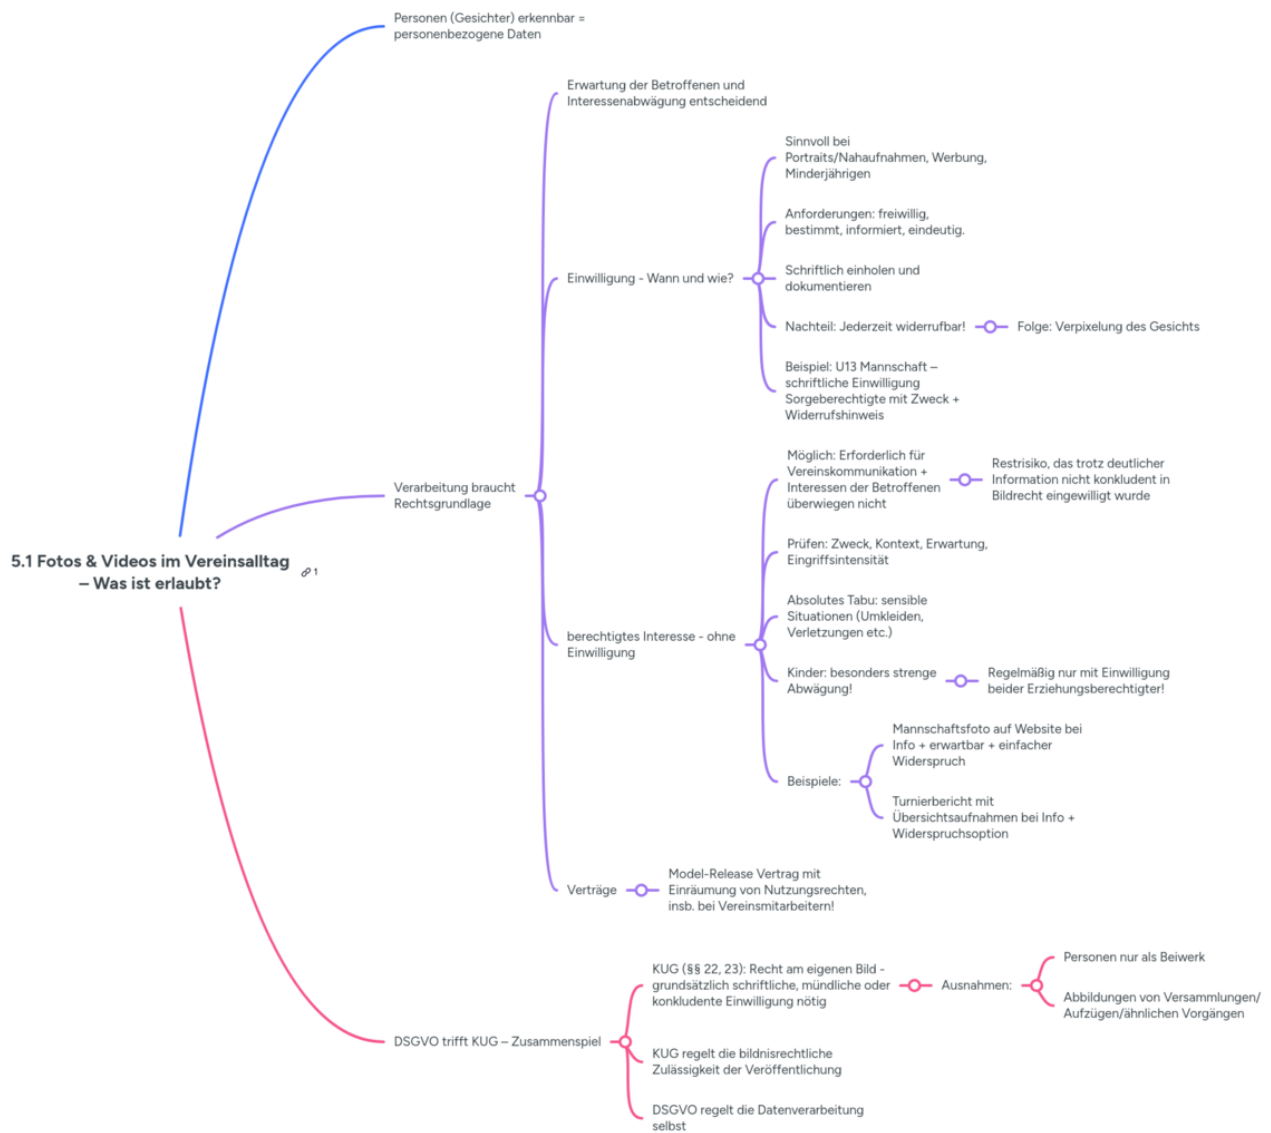 Personen (Gesichter) erkennbar =
personenbezogene Daten
Erwartung der Betroffenen und
Interessenabwägung entscheidend
Sinnvoll bei
Portraits/Nahaufnahmen, Werbung,
Minderjährigen
Anforderungen: freiwillig,
bestimmt, informiert, eindeutig.
Einwilligung - Wann und wie?
Schriftlich einholen und
dokumentieren
Nachteil: Jederzeit widerrufbar!
Folge: Verpixelung des Gesichts
Beispiel: U13 Mannschaft –
schriftliche Einwilligung
Sorgeberechtigte mit Zweck +
Widerrufshinweis
Verarbeitung braucht
Rechtsgrundlage
Möglich: Erforderlich für
Vereinskommunikation +
Interessen der Betroffenen
überwiegen nicht
Restrisiko, das trotz deutlicher
Information nicht konkludent in
Bildrecht eingewilligt wurde
Prüfen: Zweck, Kontext, Erwartung,
Eingriffsintensität
5.1 Fotos & Videos im Vereinsalltag
– Was ist erlaubt?
1
Absolutes Tabu: sensible
Situationen (Umkleiden,
Verletzungen etc.)
berechtigtes Interesse - ohne
Einwilligung
Kinder: besonders strenge
Abwägung!
Regelmäßig nur mit Einwilligung
beider Erziehungsberechtigter!
Beispiele:
Mannschaftsfoto auf Website bei
Info + erwartbar + einfacher
Widerspruch
Turnierbericht mit
Übersichtsaufnahmen bei Info +
Widerspruchsoption
Verträge
Model-Release Vertrag mit
Einräumung von Nutzungsrechten,
insb. bei Vereinsmitarbeitern!
DSGVO trifft KUG – Zusammenspiel
KUG (§§ 22, 23): Recht am eigenen Bild -
grundsätzlich schriftliche, mündliche oder
konkludente Einwilligung nötig
Ausnahmen:
Personen nur als Beiwerk
Abbildungen von Versammlungen/
Aufzügen/ähnlichen Vorgängen
KUG regelt die bildnisrechtliche
Zulässigkeit der Veröffentlichung
DSGVO regelt die Datenverarbeitung
selbst